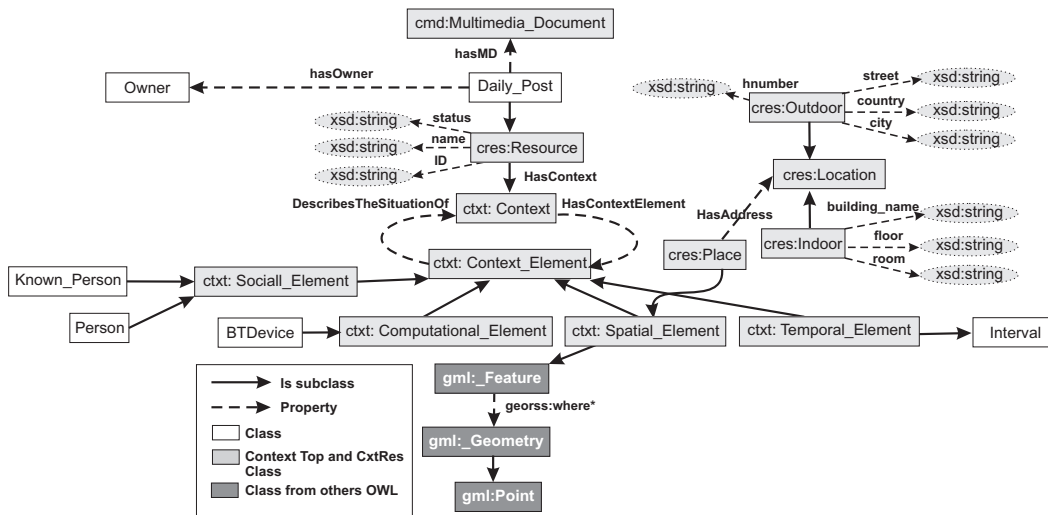 cmd:Multimedia_Document
hasMD
hasOwner
Owner
Daily_Post
status
xsd:string
name
xsd:string
ID
xsd:string
cres:Resource
HasContext
DescribesTheSituationOf
ctxt: Context
HasContextElement
ctxt: Context_Element
hnumber
xsd:string
cres:Outdoor
street
xsd:string
country
xsd:string
city
xsd:string
cres:Location
HasAddress
building_name
xsd:string
cres:Place
cres:Indoor
floor
xsd:string
room
xsd:string
Known_Person
ctxt: Sociall_Element
Person
BTDevice
ctxt: Computational_Element
ctxt: Spatial_Element
ctxt: Temporal_Element
Interval
gml:_Feature
georss:where*
gml:_Geometry
gml:Point
Is subclass
Property
Class
Context Top and CxtRes
Class
Class from others OWL